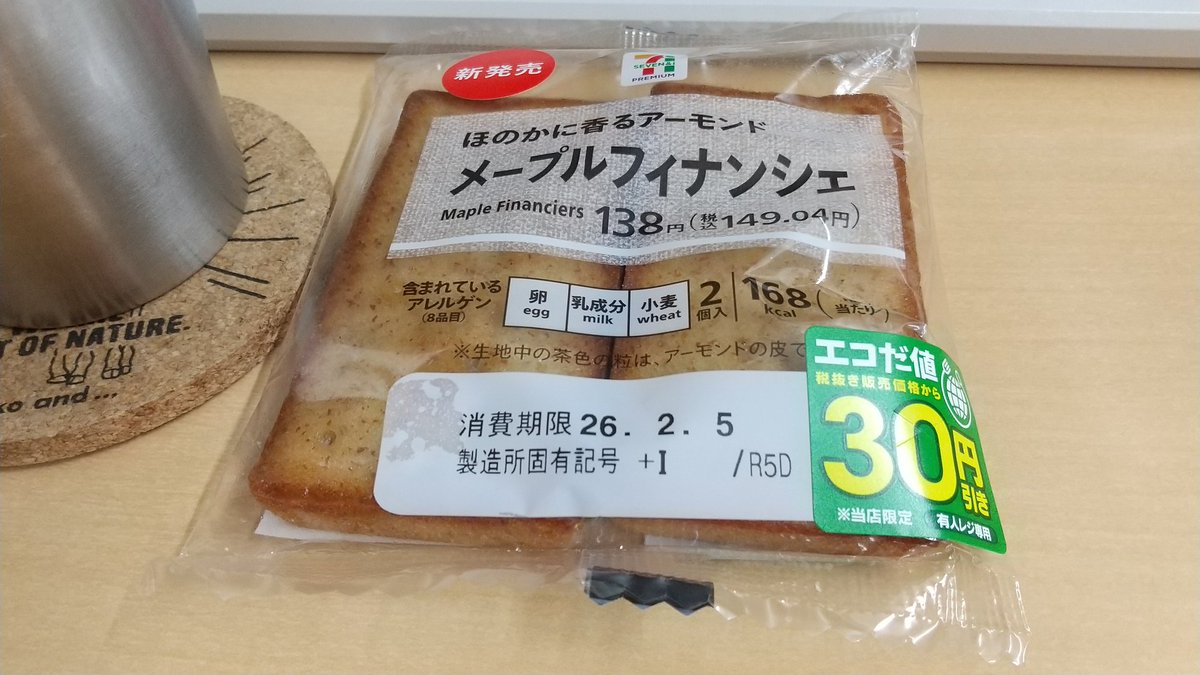 新発売
SEVEN&i
PREMIUM
ほのかに香るアーモンド
メープルフィナンシェ
Maple Financiers 138円(税込149.04円)
含まれている
アレルゲン
(8品目)
卵
egg
乳成分
milk
小麦
wheat
2
個入
168
kcal
当たり
※生地中の茶色の粒は、アーモンドの皮で
消費期限 26. 2. 5
製造所固有記号 +I /R5D
エコだ値
税抜き販売価格から
30円
引き
※当店限定
有人レジ専用
T OF NATURE.
ko and ...